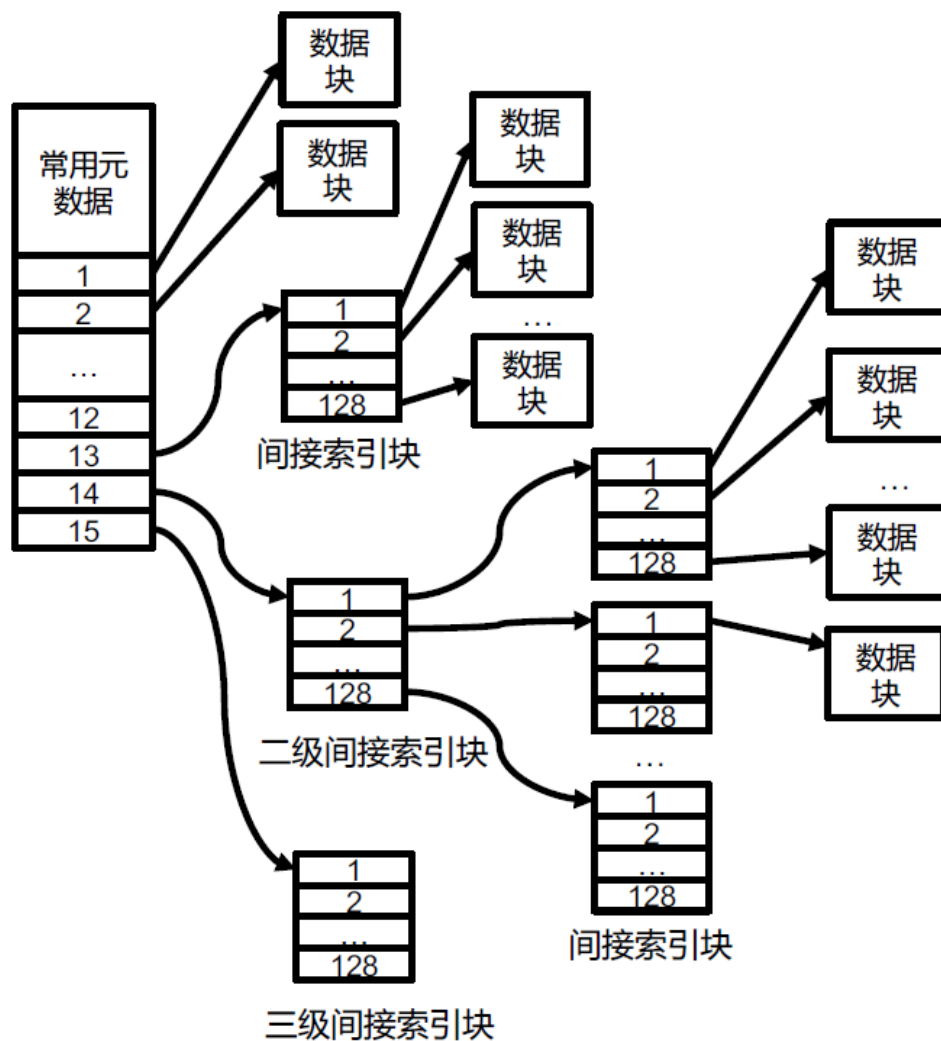 常用元
数据
1
2
…
12
13
14
15
数据
块
数据
块
1
2
…
128
间接索引块
数据
块
数据
块
…
数据
块
1
2
…
128
二级间接索引块
1
2
…
128
1
2
…
128
…
1
2
…
128
间接索引块
数据
块
数据
块
…
数据
块
数据
块
1
2
…
128
三级间接索引块